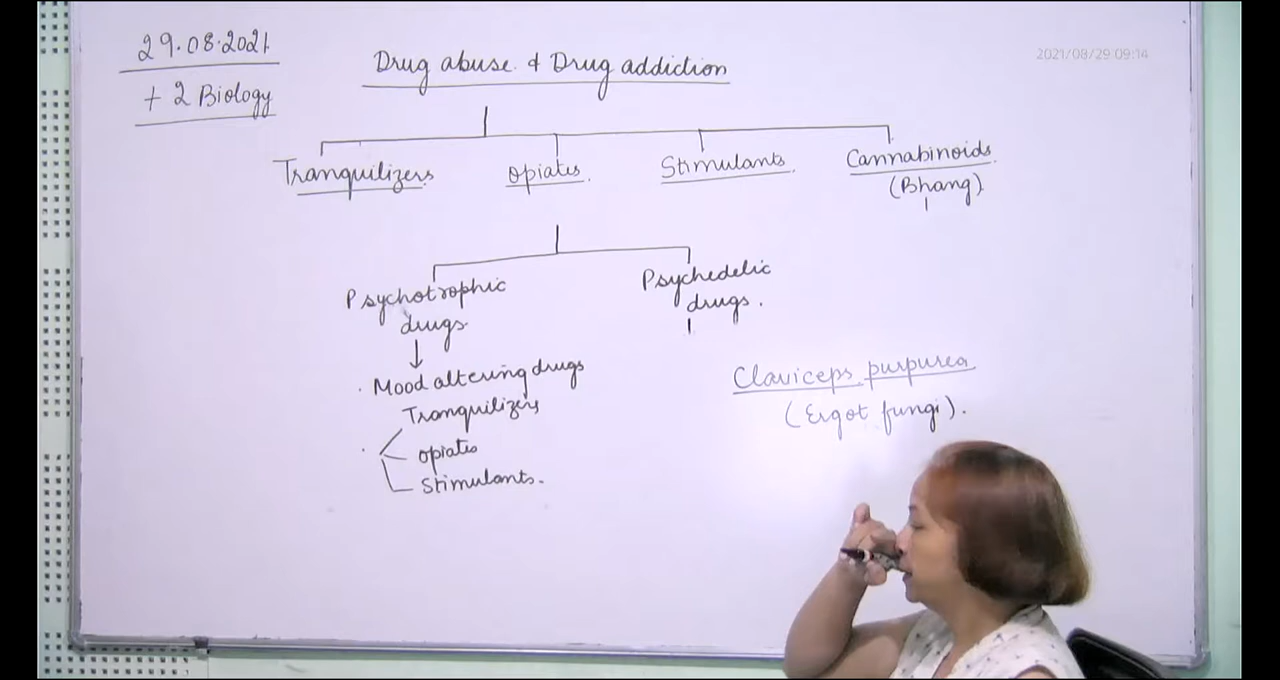 29.08.2021
+2 Biology
2021/08/29 09:14
Drug abuse & Drug addiction
Tranquilizers
opiates.
Stimulants.
Cannabinoids.
(Bhang)
Psychotrophic
drugs.
Psychedelic
drugs.
Mood altering drugs
Tranquilizers
opiates
Stimulants.
Claviceps purpurea
(Ergot fungi).